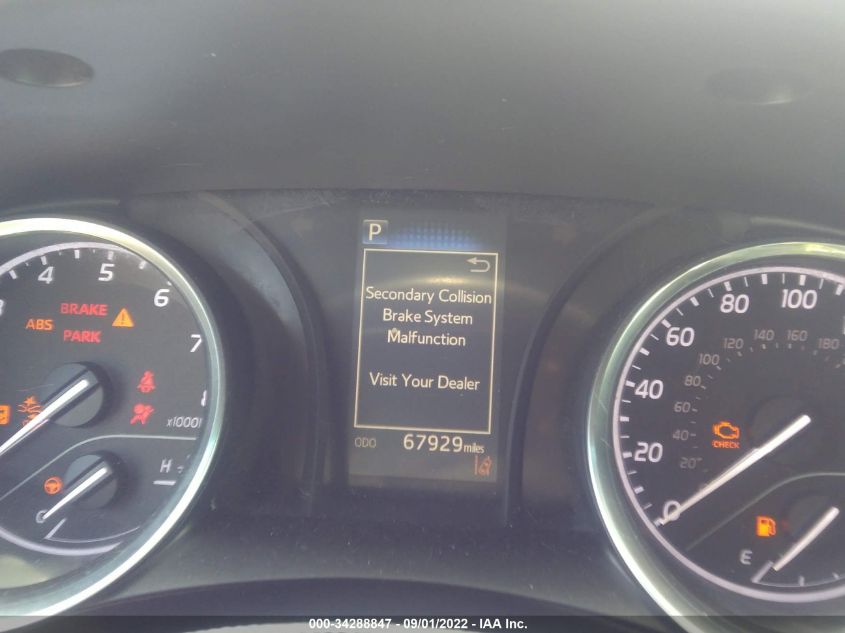 P
Secondary Collision
Brake System
Malfunction
Visit Your Dealer
ODO 67929 miles
4 5 6 7
BRAKE
ABS
PARK
x1000
H
C
0 20 40 60 80 100
20 40 60 80 100 120 140 160 180
CHECK
E
000-34288847 - 09/01/2022 - IAA Inc.